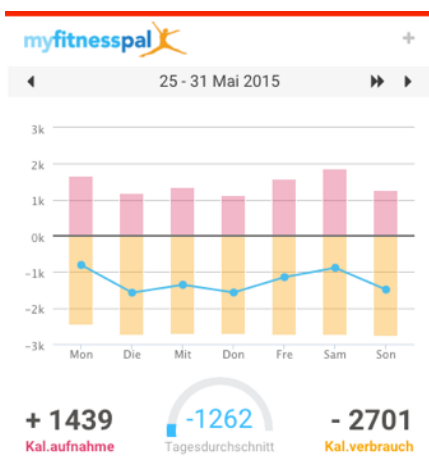 myfitnesspal
25 - 31 Mai 2015
3k
2k
1k
0k
-1k
-2k
-3k
Mon Die Mit Don Fre Sam Son
+ 1439 -1262 - 2701
Kal.aufnahme Tagesdurchschnitt Kal.verbrauch